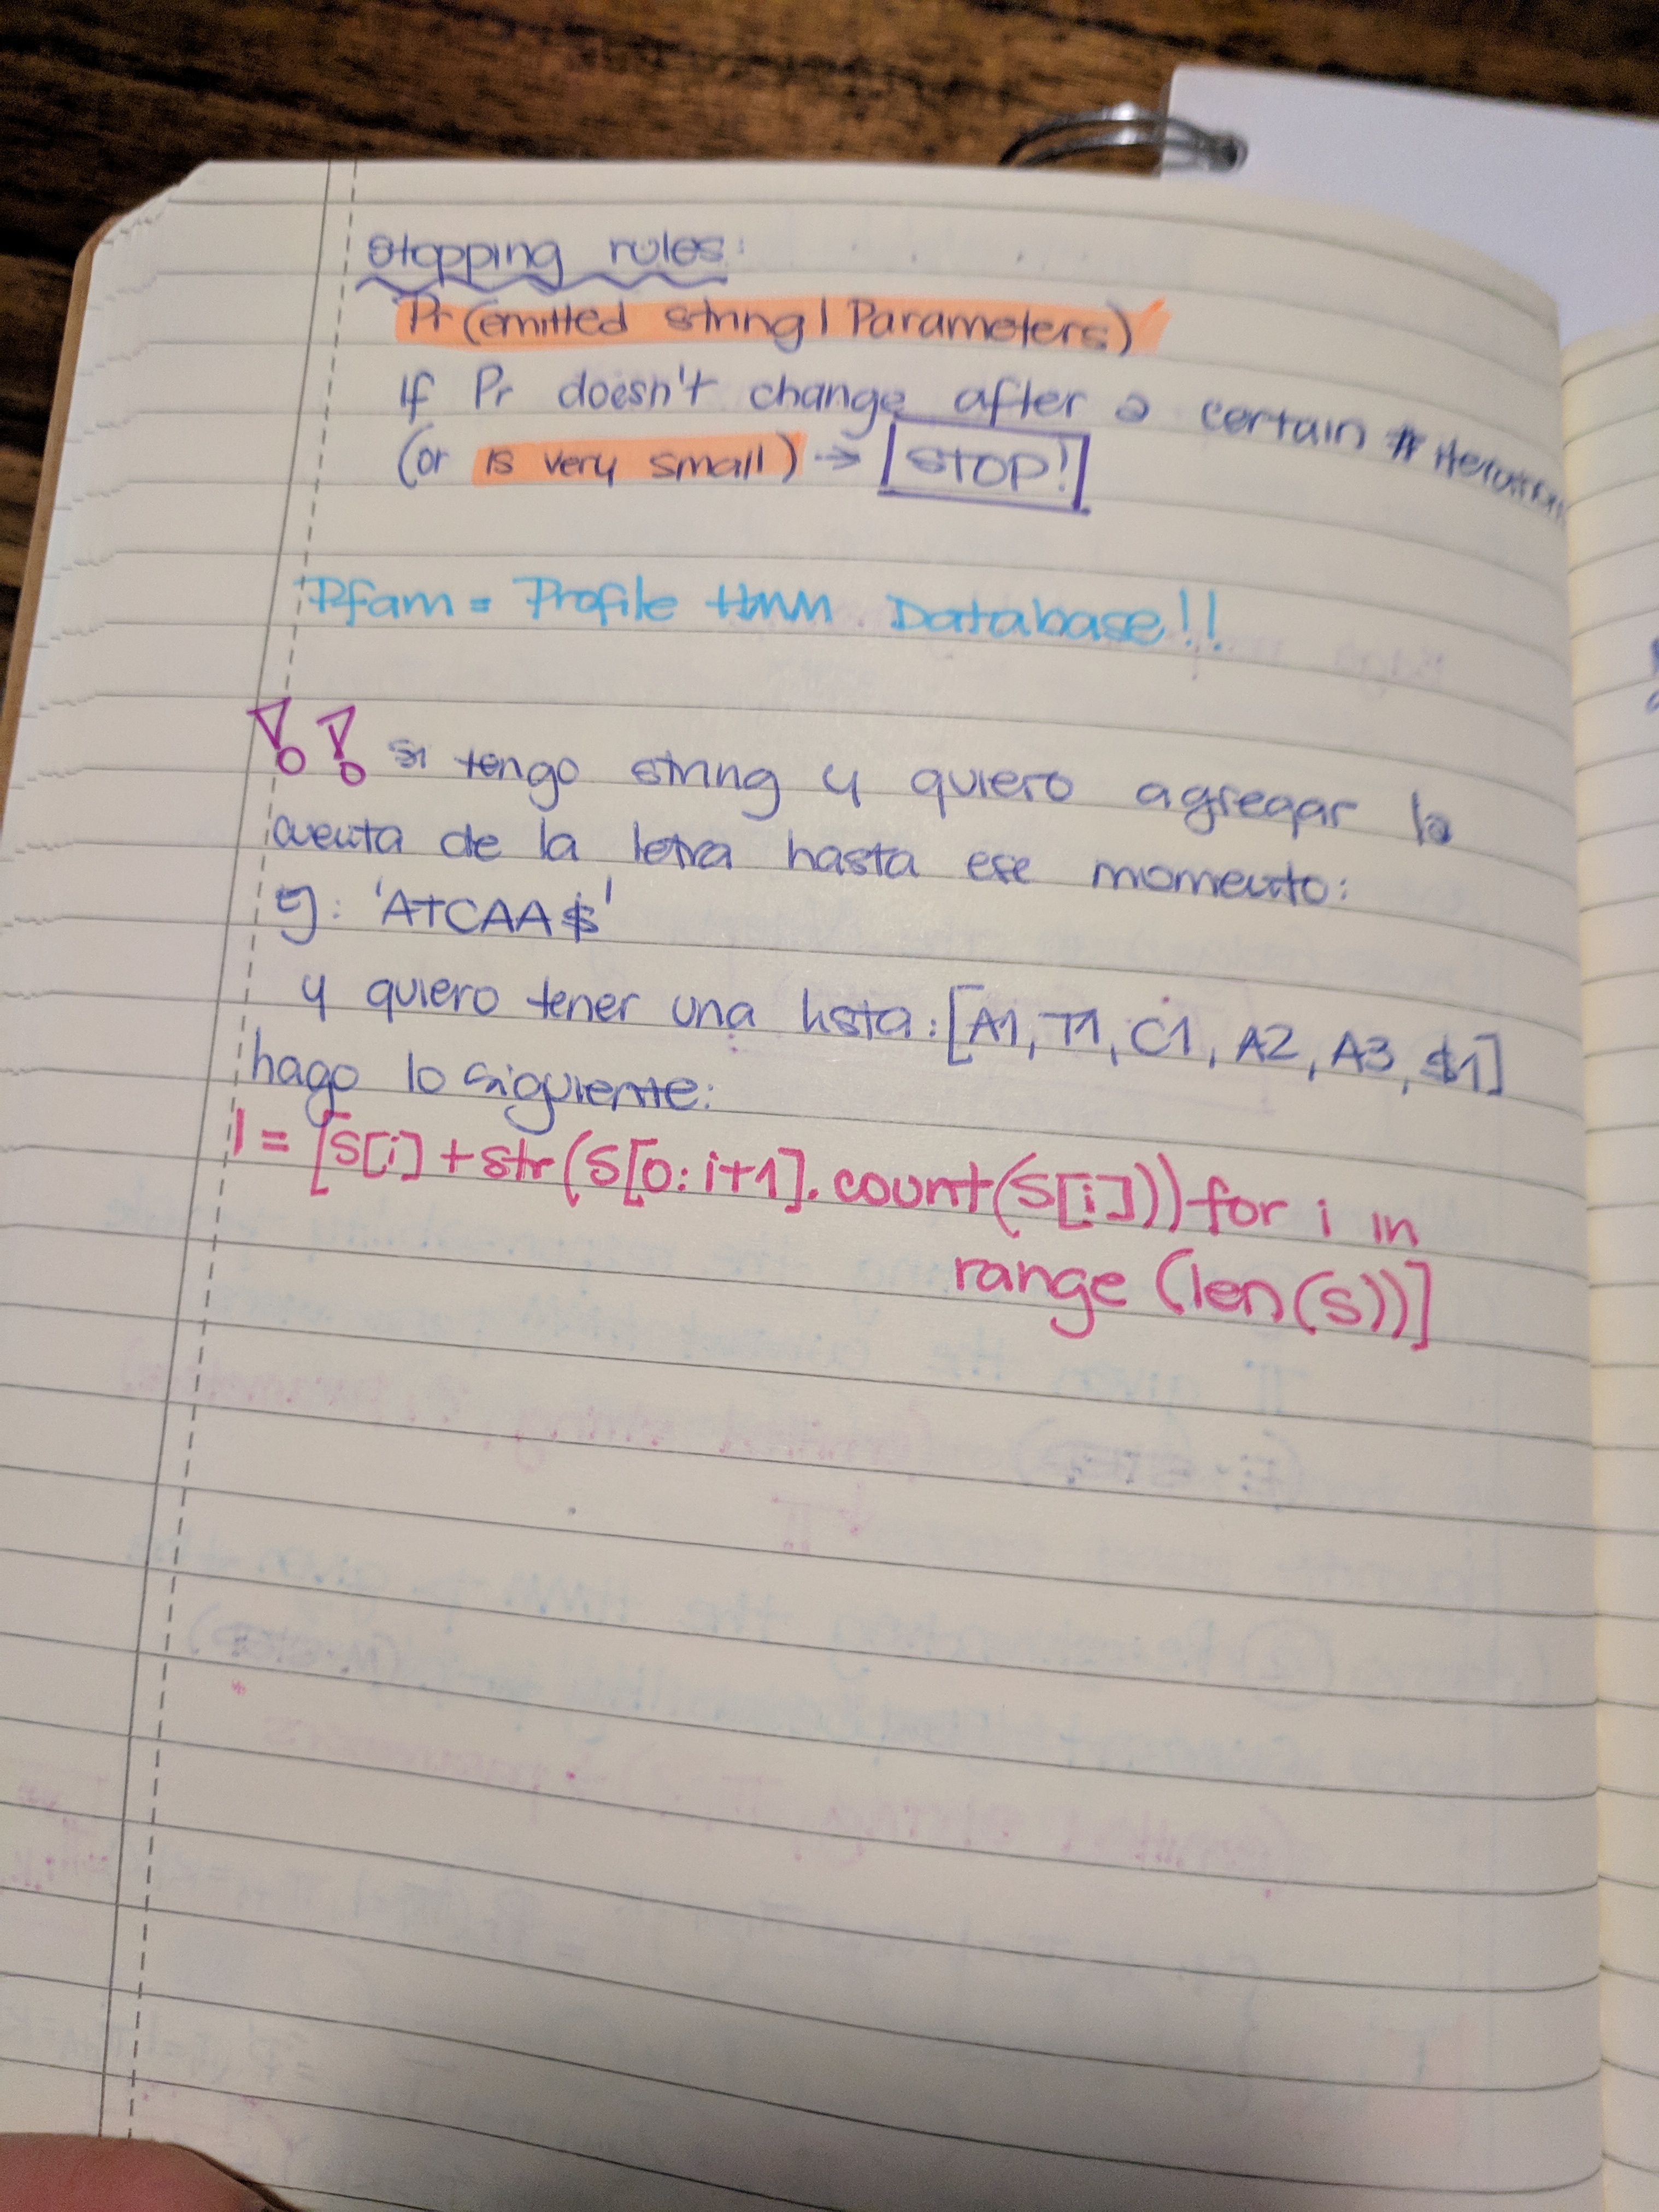 Stopping rules:
Pr(emitted string | Parameters)
If Pr doesn't change after a certain # iterations
(or is very small) → STOP!
Pfam = Profile HMM Database!!
!! si tengo string y quiero agregar la
cuenta de la letra hasta ese momento:
eg: 'ATCAA$'
y quiero tener una lista: [A1, T1, C1, A2, A3, $1]
hago lo siguiente:
l = [s[i] + str(s[0:i+1].count(s[i])) for i in
range (len(s))]